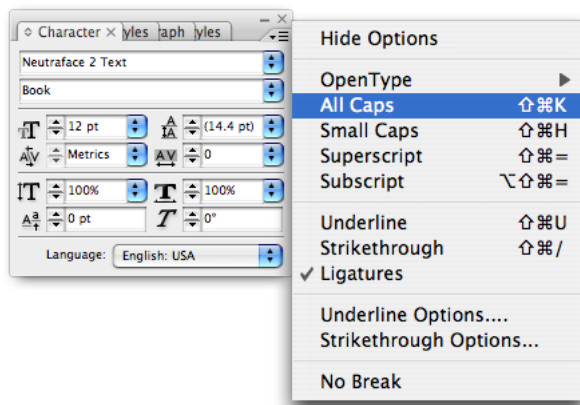 Character × yles raph yles
Neutraface 2 Text
Book
12 pt (14.4 pt)
Metrics 0
100% 100%
0 pt 0°
Language: English: USA
Hide Options
OpenType
All Caps ⇧⌘K
Small Caps ⇧⌘H
Superscript ⇧⌘=
Subscript ⌥⇧⌘=
Underline ⇧⌘U
Strikethrough ⇧⌘/
✓ Ligatures
Underline Options....
Strikethrough Options...
No Break